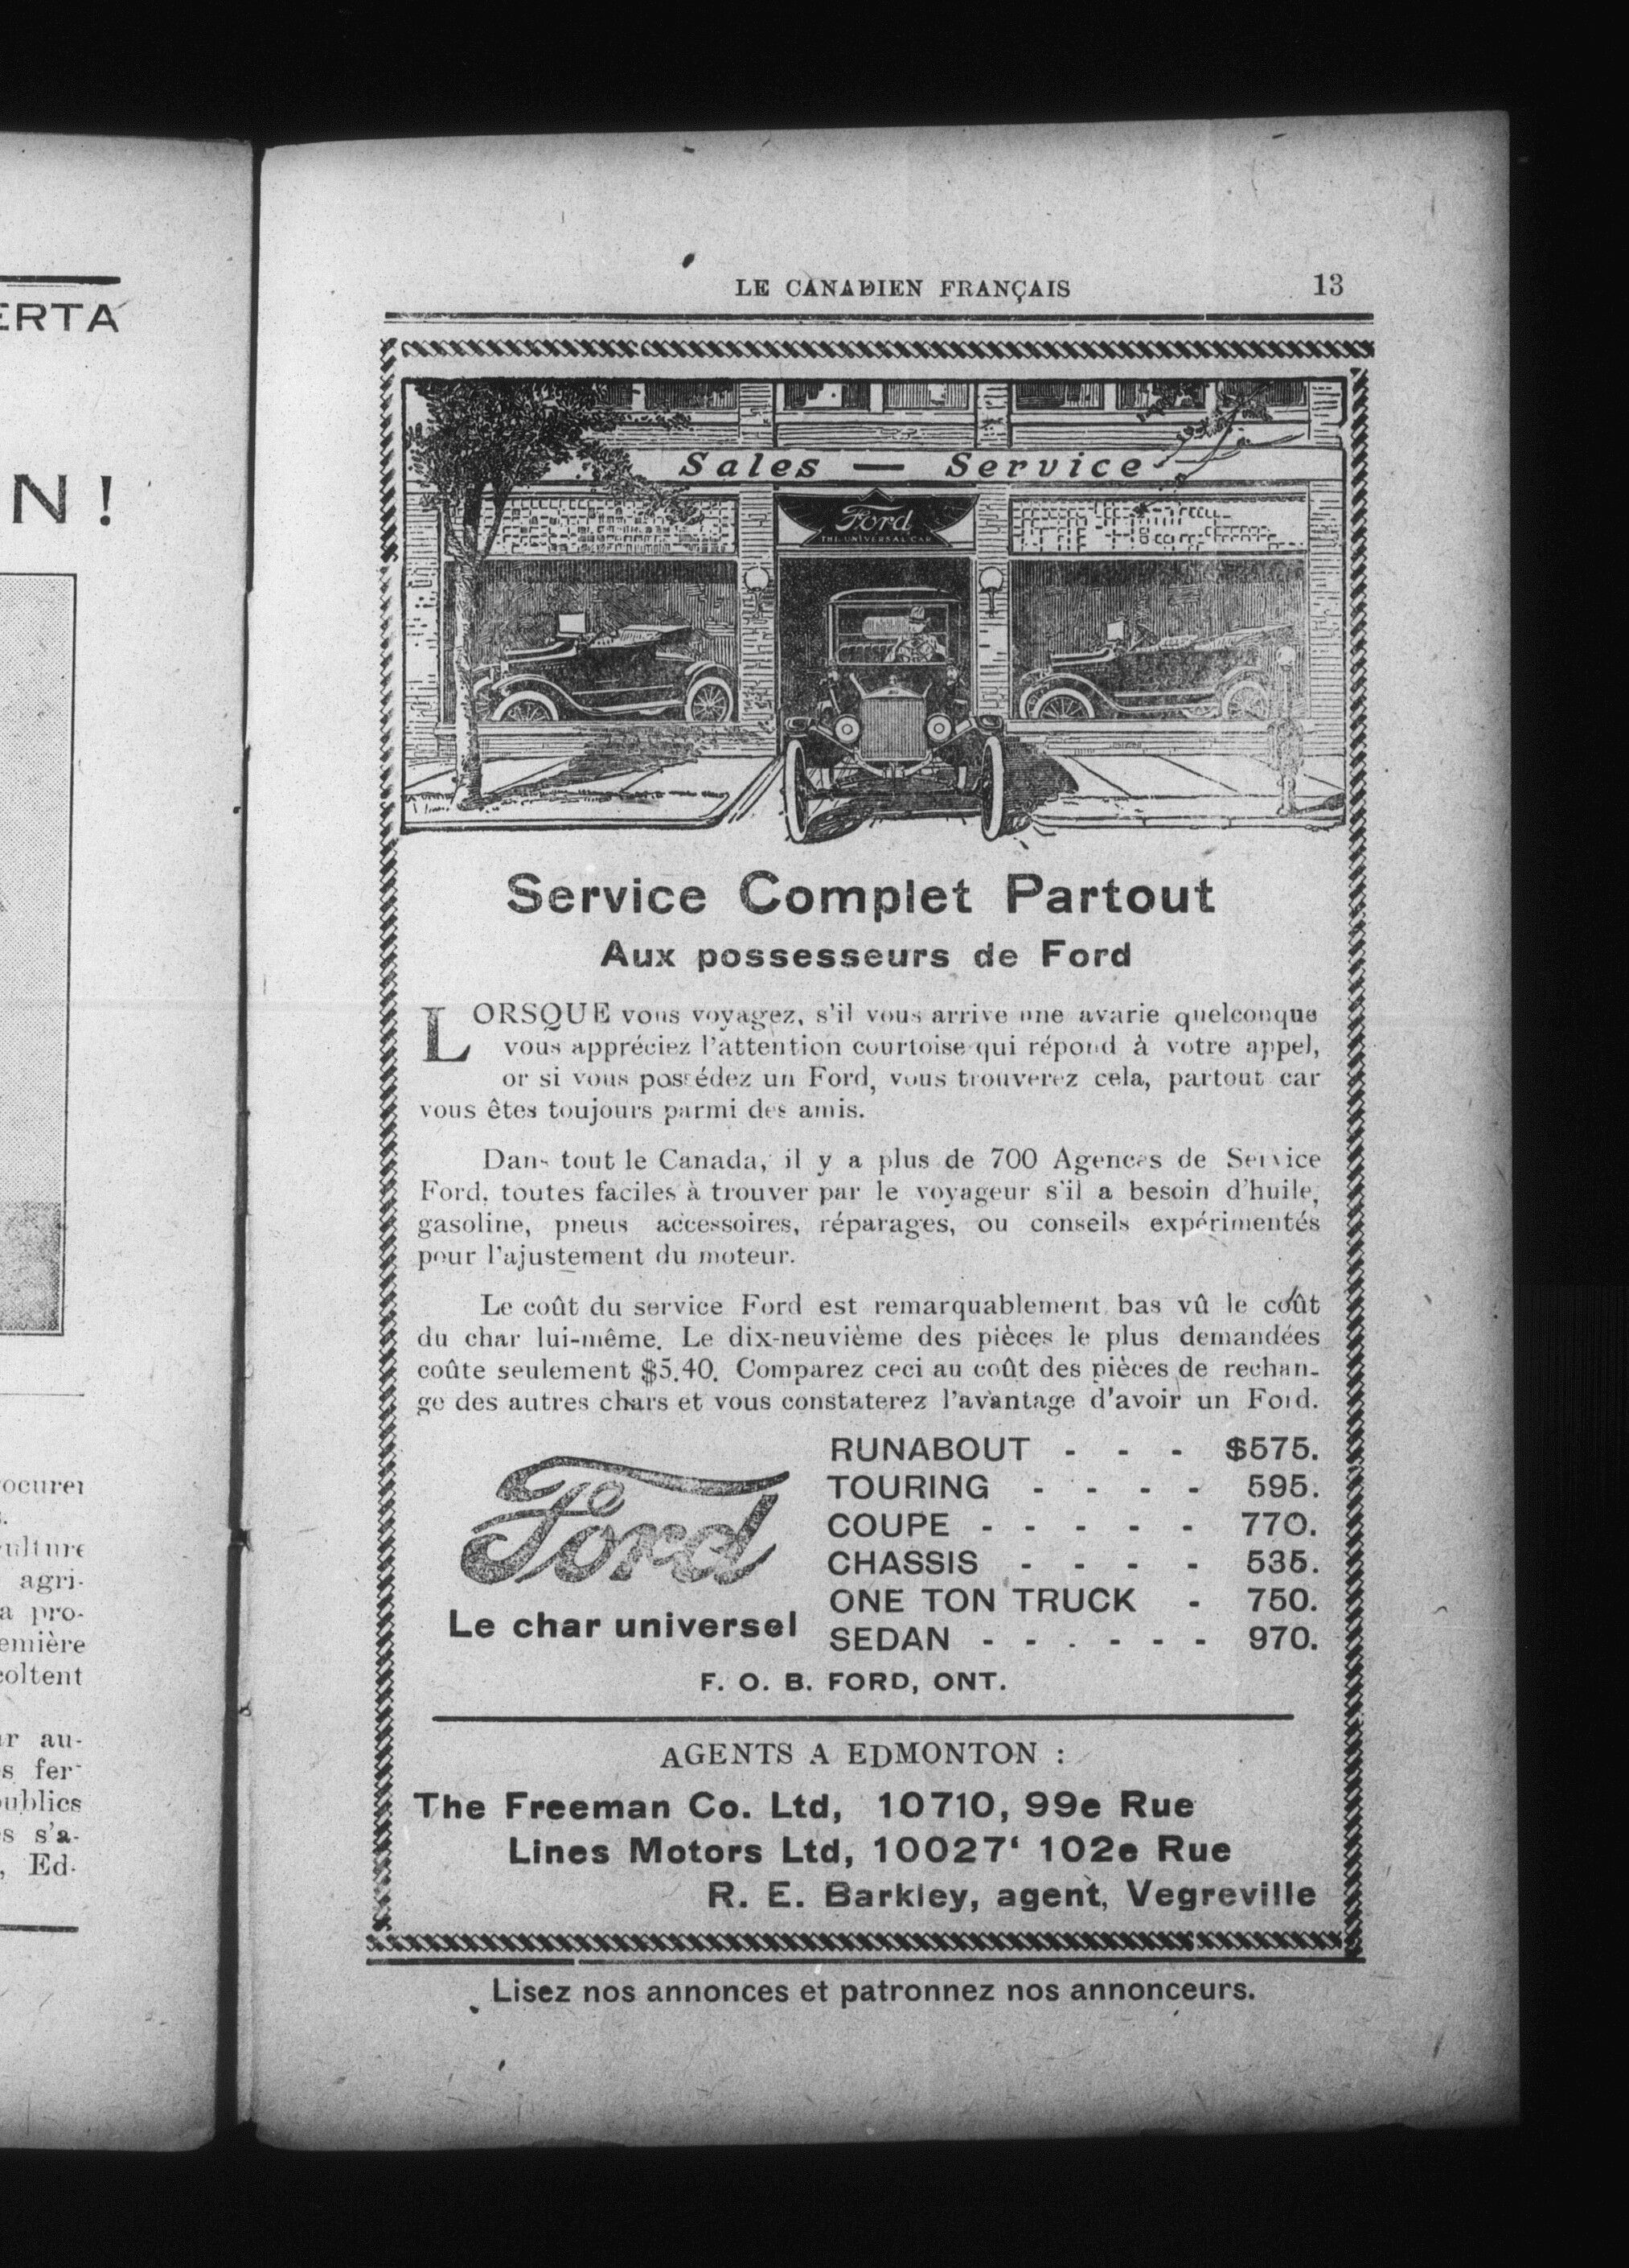 ERTA
N !
ocurer
culture
agri-
a pro-
emière
coltent
ar au-
s fer-
publics
s s'a-
, Ed-
LE CANADIEN FRANÇAIS 13
Sales — Service
Ford
THE UNIVERSAL CAR
Service Complet Partout
Aux possesseurs de Ford
LORSQUE vous voyagez, s'il vous arrive une avarie quelconque
vous appréciez l'attention courtoise qui répond à votre appel,
or si vous possédez un Ford, vous trouverez cela, partout car
vous êtes toujours parmi des amis.
Dans tout le Canada, il y a plus de 700 Agences de Service
Ford. toutes faciles à trouver par le voyageur s'il a besoin d'huile,
gasoline, pneus accessoires, réparages, ou conseils expérimentés
pour l'ajustement du moteur.
Le coût du service Ford est remarquablement bas vû le coût
du char lui-même. Le dix-neuvième des pièces le plus demandées
coûte seulement $5.40. Comparez ceci au coût des pièces de rechan-
ge des autres chars et vous constaterez l'avantage d'avoir un Ford.
Ford
Le char universel
RUNABOUT - - - $575.
TOURING - - - - 595.
COUPE - - - - - 770.
CHASSIS - - - - 535.
ONE TON TRUCK - 750.
SEDAN - - - - - - 970.
F. O. B. FORD, ONT.
AGENTS A EDMONTON :
The Freeman Co. Ltd, 10710, 99e Rue
Lines Motors Ltd, 10027‘ 102e Rue
R. E. Barkley, agent, Vegreville
Lisez nos annonces et patronnez nos annonceurs.